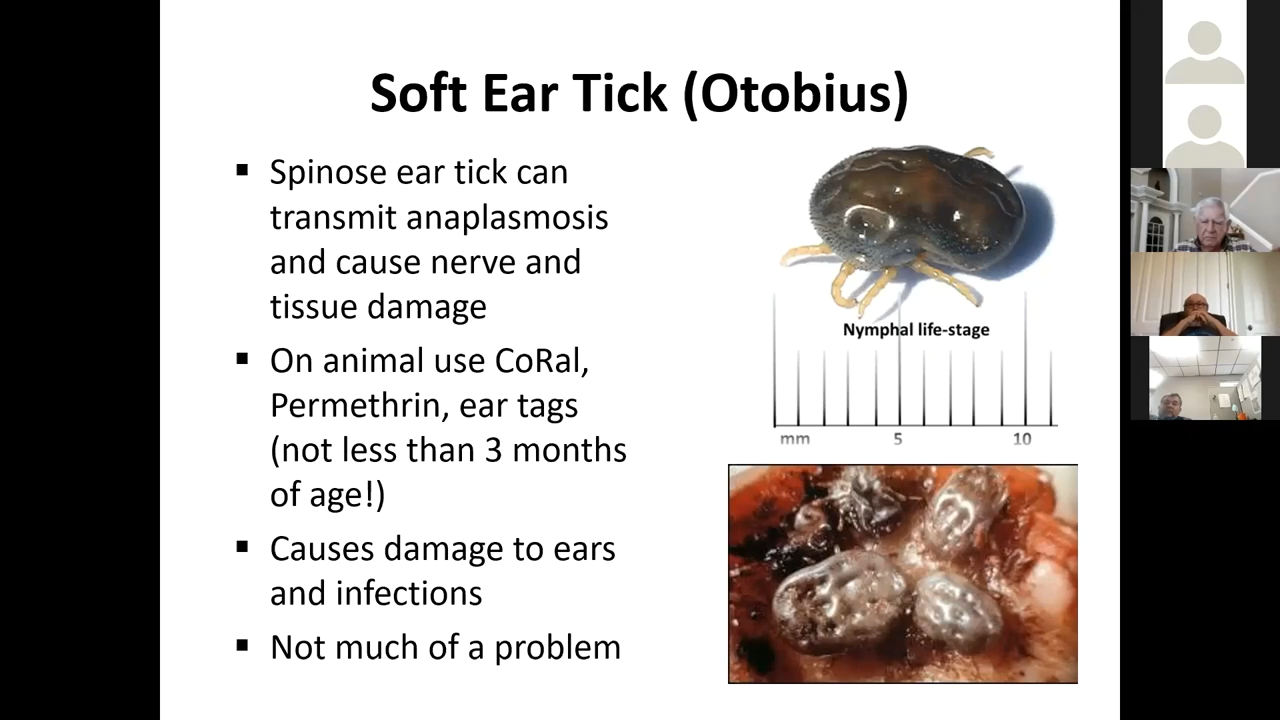 Soft Ear Tick (Otobius)
▪ Spinose ear tick can
transmit anaplasmosis
and cause nerve and
tissue damage
▪ On animal use CoRal,
Permethrin, ear tags
(not less than 3 months
of age!)
▪ Causes damage to ears
and infections
▪ Not much of a problem
Nymphal life-stage
mm 5 10